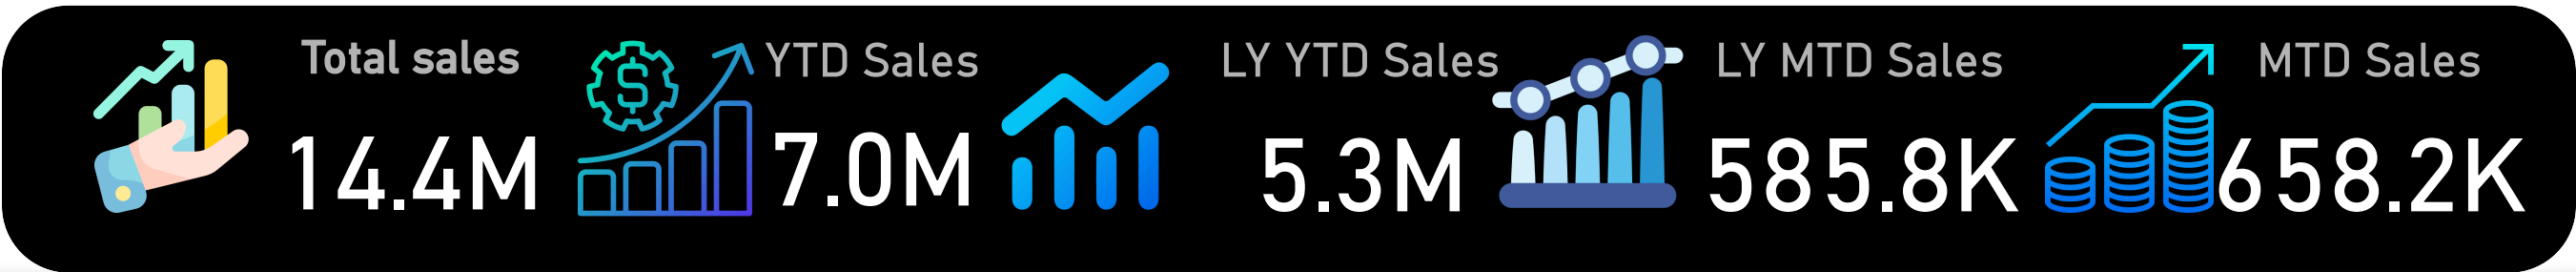 Total sales
14.4M
$
YTD Sales
7.0M
LY YTD Sales
5.3M
LY MTD Sales
585.8K
MTD Sales
658.2K